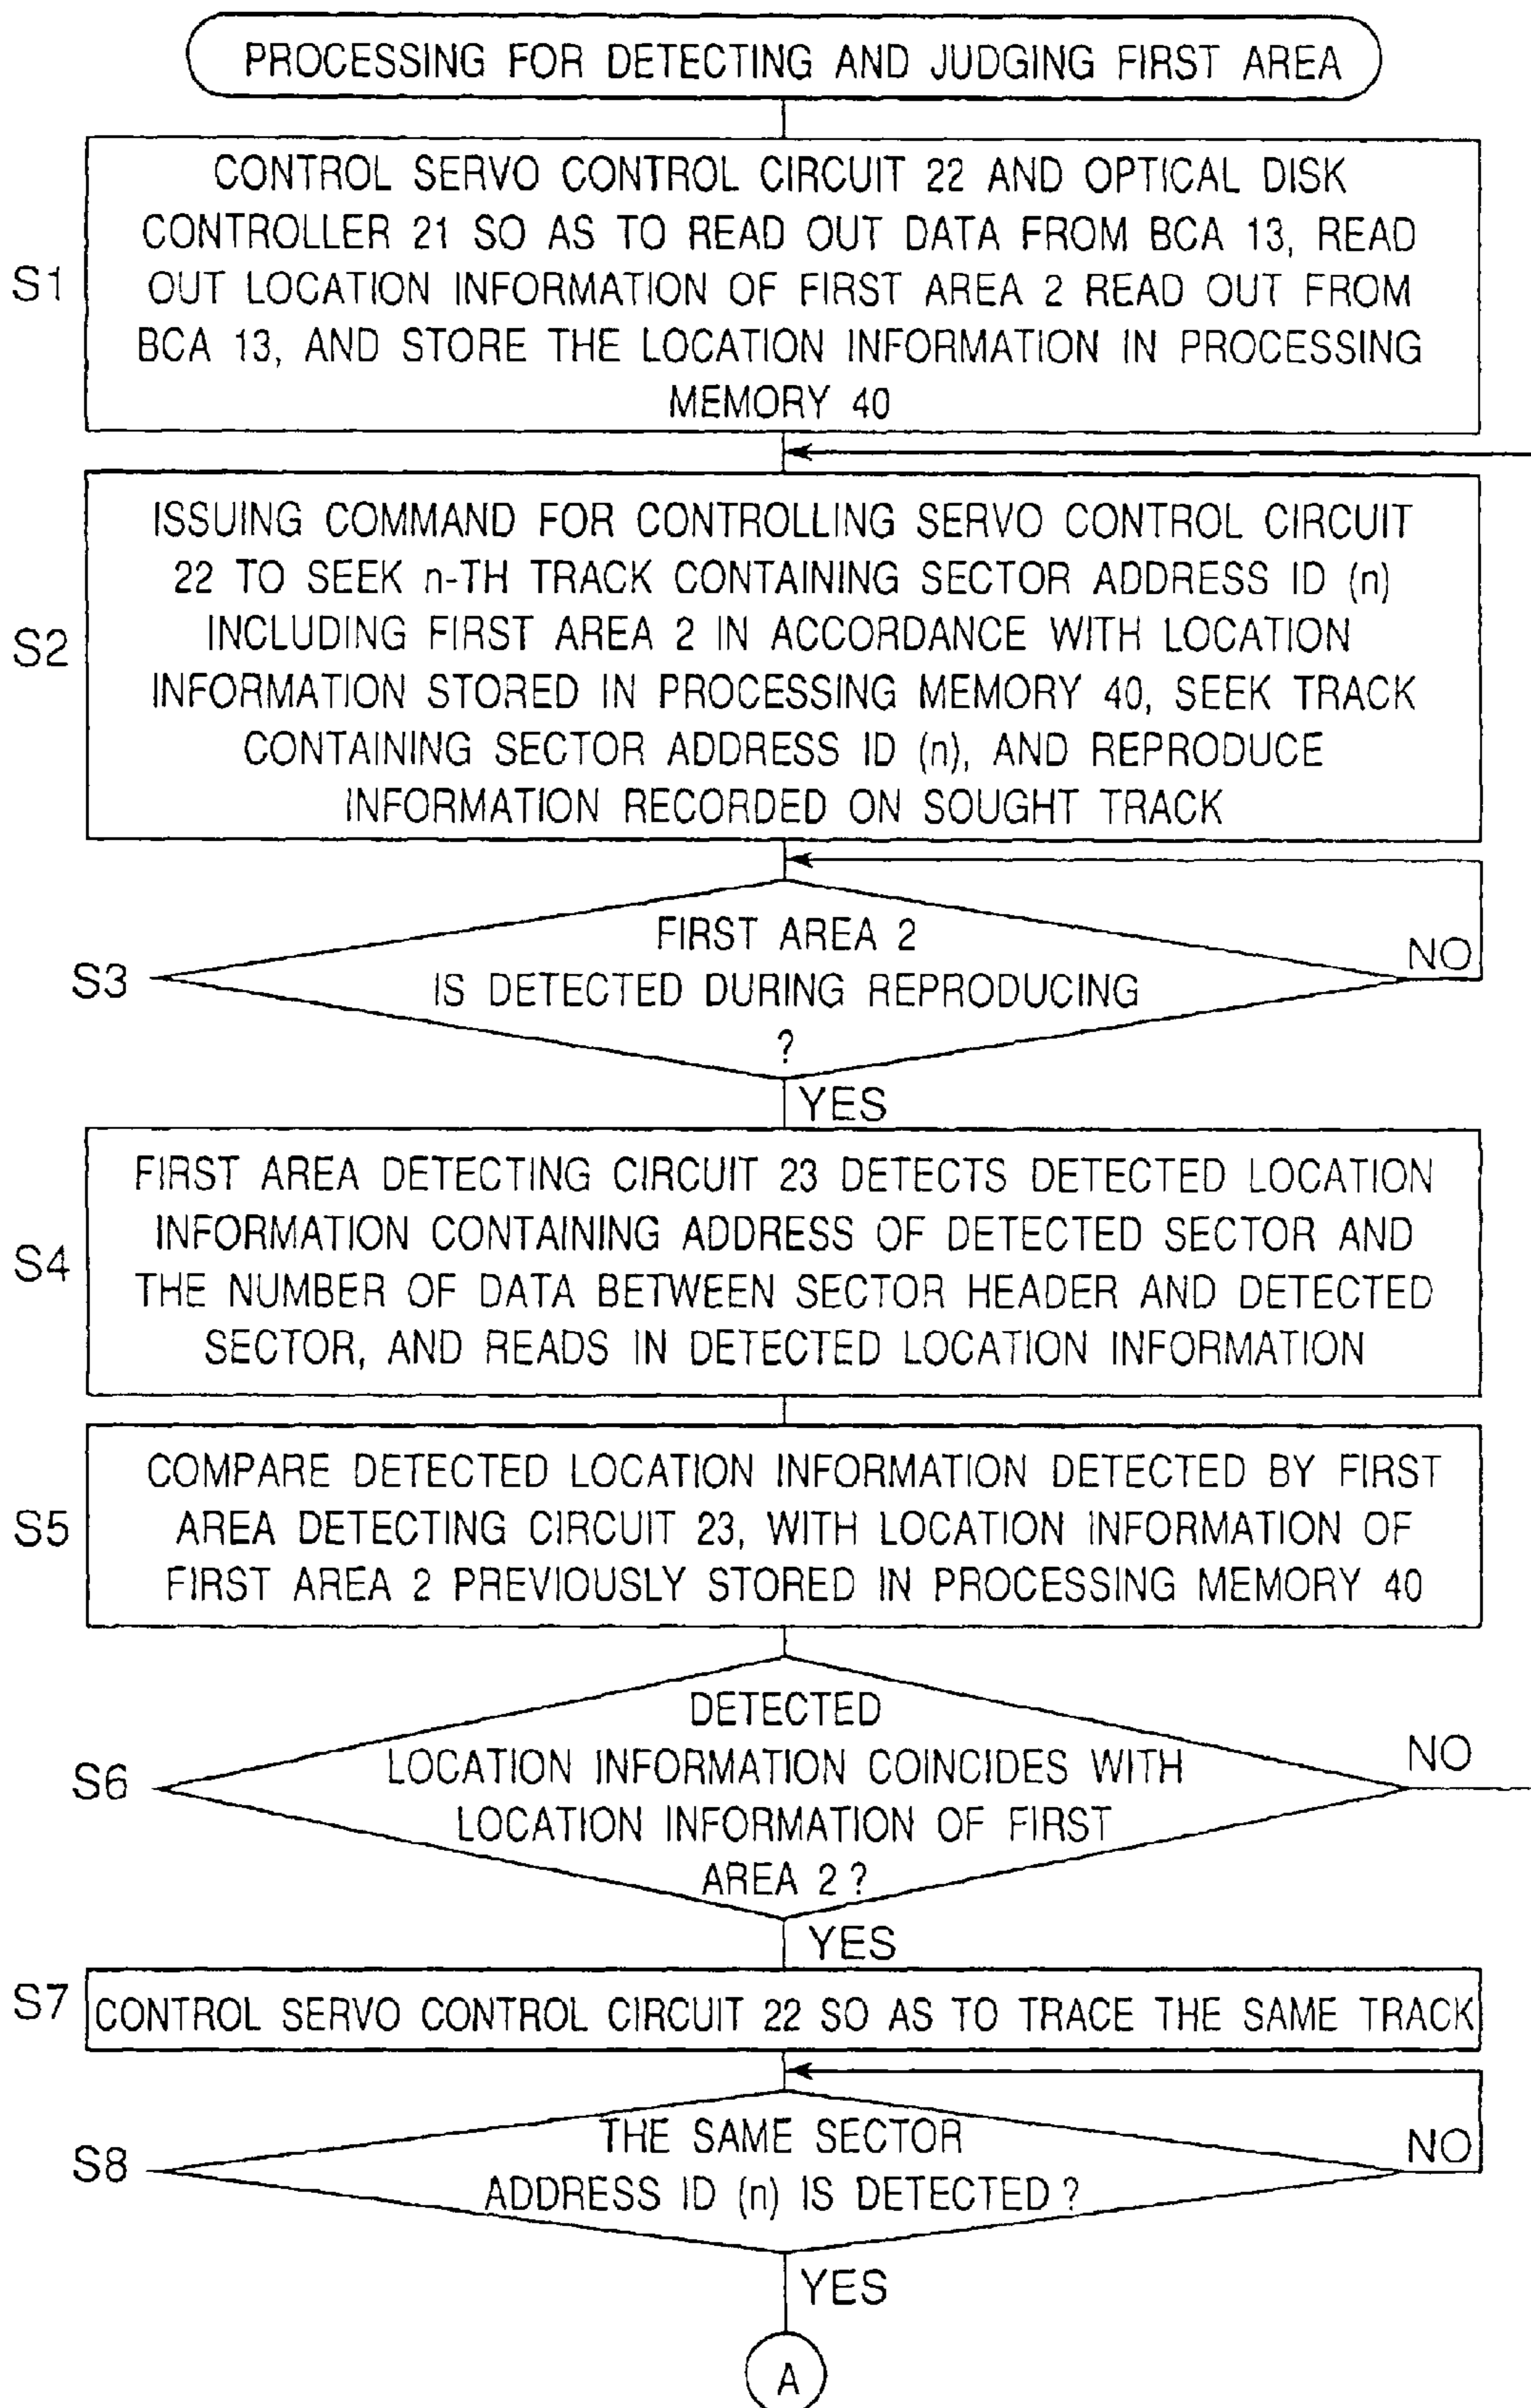 PROCESSING FOR DETECTING AND JUDGING FIRST AREA
CONTROL SERVO CONTROL CIRCUIT 22 AND OPTICAL DISK
CONTROLLER 21 SO AS TO READ OUT DATA FROM BCA 13, READ
S1
OUT LOCATION INFORMATION OF FIRST AREA 2 READ OUT FROM
BCA 13, AND STORE THE LOCATION INFORMATION IN PROCESSING
MEMORY 40
ISSUING COMMAND FOR CONTROLLING SERVO CONTROL CIRCUIT
22 TO SEEK n-TH TRACK CONTAINING SECTOR ADDRESS ID (n)
S2
INCLUDING FIRST AREA 2 IN ACCORDANCE WITH LOCATION
INFORMATION STORED IN PROCESSING MEMORY 40, SEEK TRACK
CONTAINING SECTOR ADDRESS ID (n), AND REPRODUCE
INFORMATION RECORDED ON SOUGHT TRACK
FIRST AREA 2
NO
S3
IS DETECTED DURING REPRODUCING
?
YES
FIRST AREA DETECTING CIRCUIT 23 DETECTS DETECTED LOCATION
INFORMATION CONTAINING ADDRESS OF DETECTED SECTOR AND
S4
THE NUMBER OF DATA BETWEEN SECTOR HEADER AND DETECTED
SECTOR, AND READS IN DETECTED LOCATION INFORMATION
COMPARE DETECTED LOCATION INFORMATION DETECTED BY FIRST
S5
AREA DETECTING CIRCUIT 23, WITH LOCATION INFORMATION OF
FIRST AREA 2 PREVIOUSLY STORED IN PROCESSING MEMORY 40
DETECTED
NO
S6
LOCATION INFORMATION COINCIDES WITH
LOCATION INFORMATION OF FIRST
AREA 2 ?
YES
S7
CONTROL SERVO CONTROL CIRCUIT 22 SO AS TO TRACE THE SAME TRACK
THE SAME SECTOR
NO
S8
ADDRESS ID (n) IS DETECTED ?
YES
A